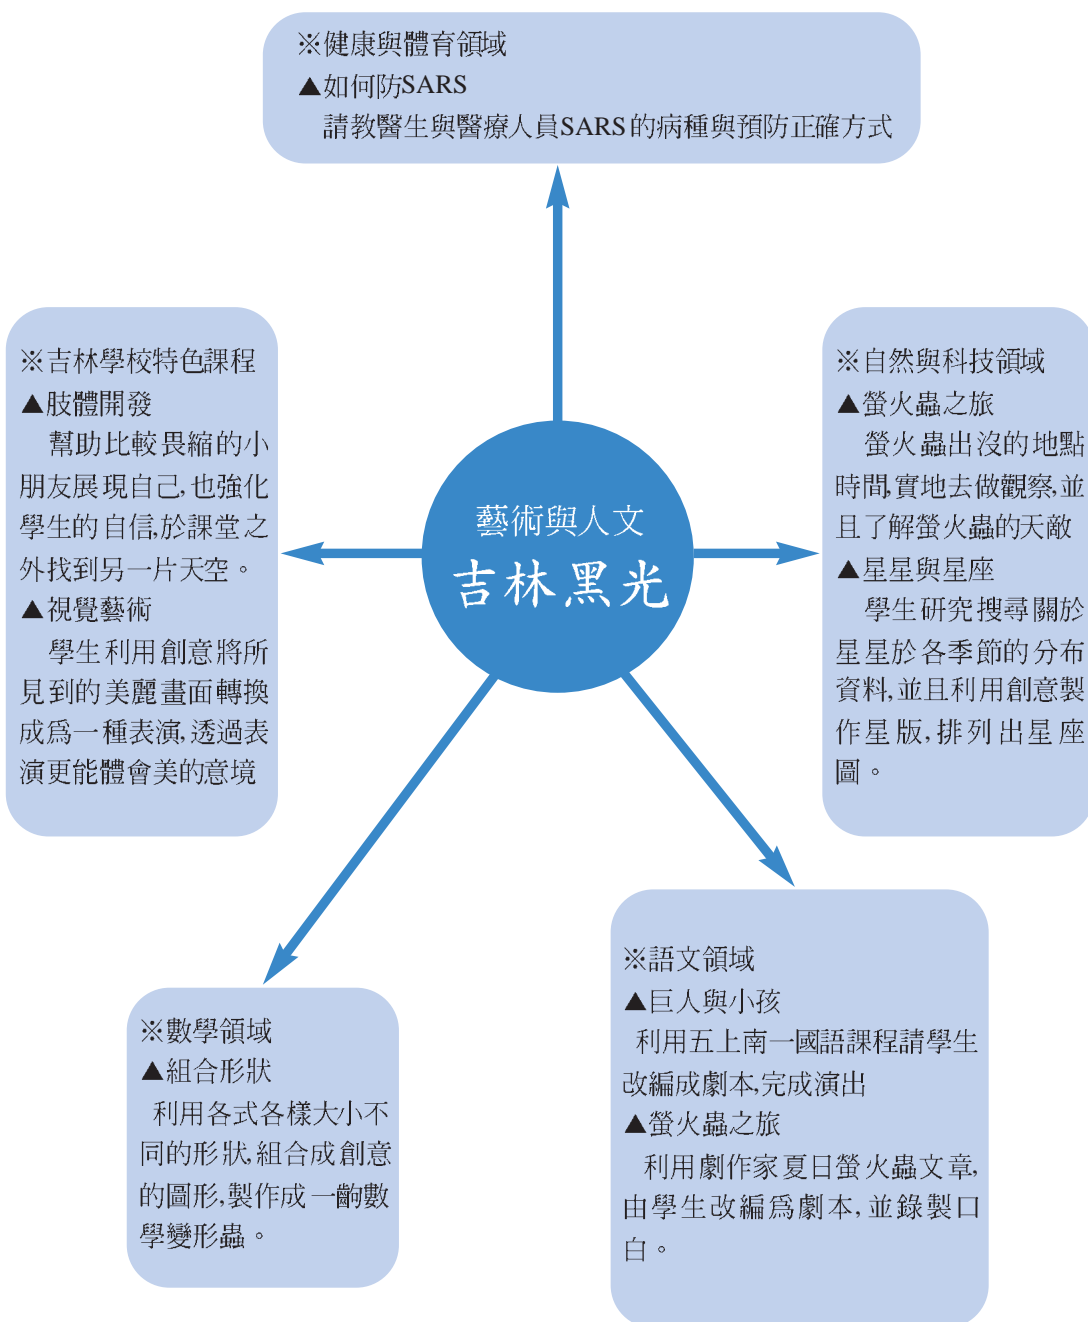 ※健康與體育領域
▲如何防SARS
請教醫生與醫療人員SARS的病種與預防正確方式
※吉林學校特色課程
▲肢體開發
幫助比較畏縮的小
朋友展現自己,也強化
學生的自信,於課堂之
外找到另一片天空。
▲視覺藝術
學生利用創意將所
見到的美麗畫面轉換
成爲一種表演,透過表
演更能體會美的意境
藝術與人文
吉林黑光
※自然與科技領域
▲螢火蟲之旅
螢火蟲出沒的地點
時間,實地去做觀察,並
且了解螢火蟲的天敵
▲星星與星座
學生研究搜尋關於
星星於各季節的分布
資料,並且利用創意製
作星版,排列出星座
圖。
※數學領域
▲組合形狀
利用各式各樣大小不
同的形狀,組合成創意
的圖形,製作成一齣數
學變形蟲。
※語文領域
▲巨人與小孩
利用五上南一國語課程請學生
改編成劇本,完成演出
▲螢火蟲之旅
利用劇作家夏日螢火蟲文章,
由學生改編爲劇本,並錄製口
白。